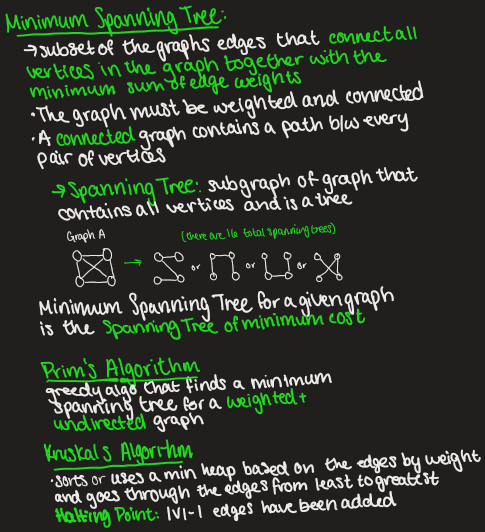 Minimum Spanning Tree:
→ subset of the graphs edges that connect all
vertices in the graph together with the
minimum sum of edge weights
• The graph must be weighted and connected
• A connected graph contains a path b/w every
pair of vertices
→ Spanning Tree: subgraph of graph that
contains all vertices and is a tree
Graph A
(there are 16 total spanning trees)
→ or or or
Minimum Spanning Tree for a given graph
is the Spanning Tree of minimum cost
Prim's Algorithm
greedy algo that finds a minimum
spanning tree for a weighted +
undirected graph
Kruskal's Algorithm
• sorts or uses a min heap based on the edges by weight
and goes through the edges from least to greatest
Halting Point: |V|-1 edges have been added